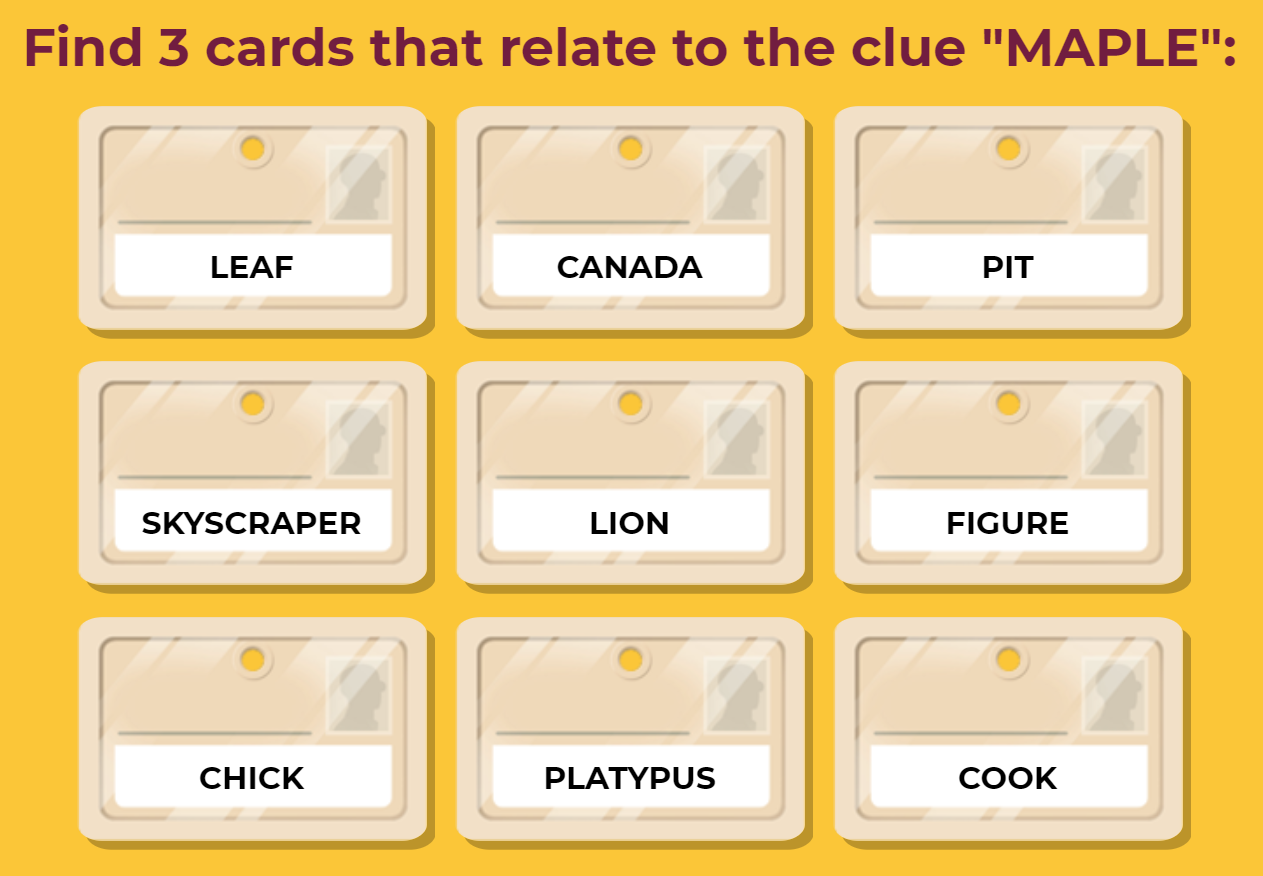 Find 3 cards that relate to the clue "MAPLE":
LEAF
CANADA
PIT
SKYSCRAPER
LION
FIGURE
CHICK
PLATYPUS
COOK